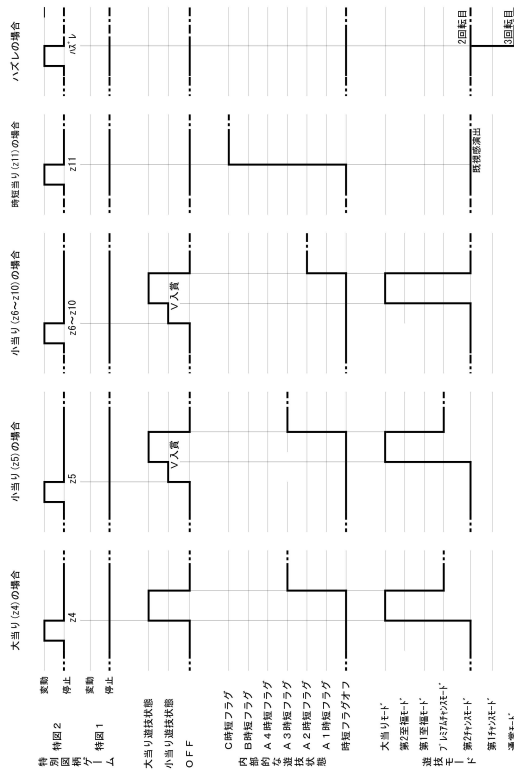 大当り(z4)の場合
小当り(z5)の場合
小当り(z6～z10)の場合
時短当り(z11)の場合
ハズレの場合
特別図柄ゲーム
特図2
変動
停止
特図1
変動
停止
z4
z5
z6～z10
z11
ハズレ
大当り遊技状態
小当り遊技状態
OFF
V入賞
V入賞
内部的な遊技状態
C時短フラグ
B時短フラグ
A4時短フラグ
A3時短フラグ
A2時短フラグ
A1時短フラグ
時短フラグオフ
遊技モード
大当りモード
第2至福モード
第1至福モード
プレミアムチャンスモード
第2チャンスモード
第1チャンスモード
通常モード
既視感演出
2回転目
3回転目